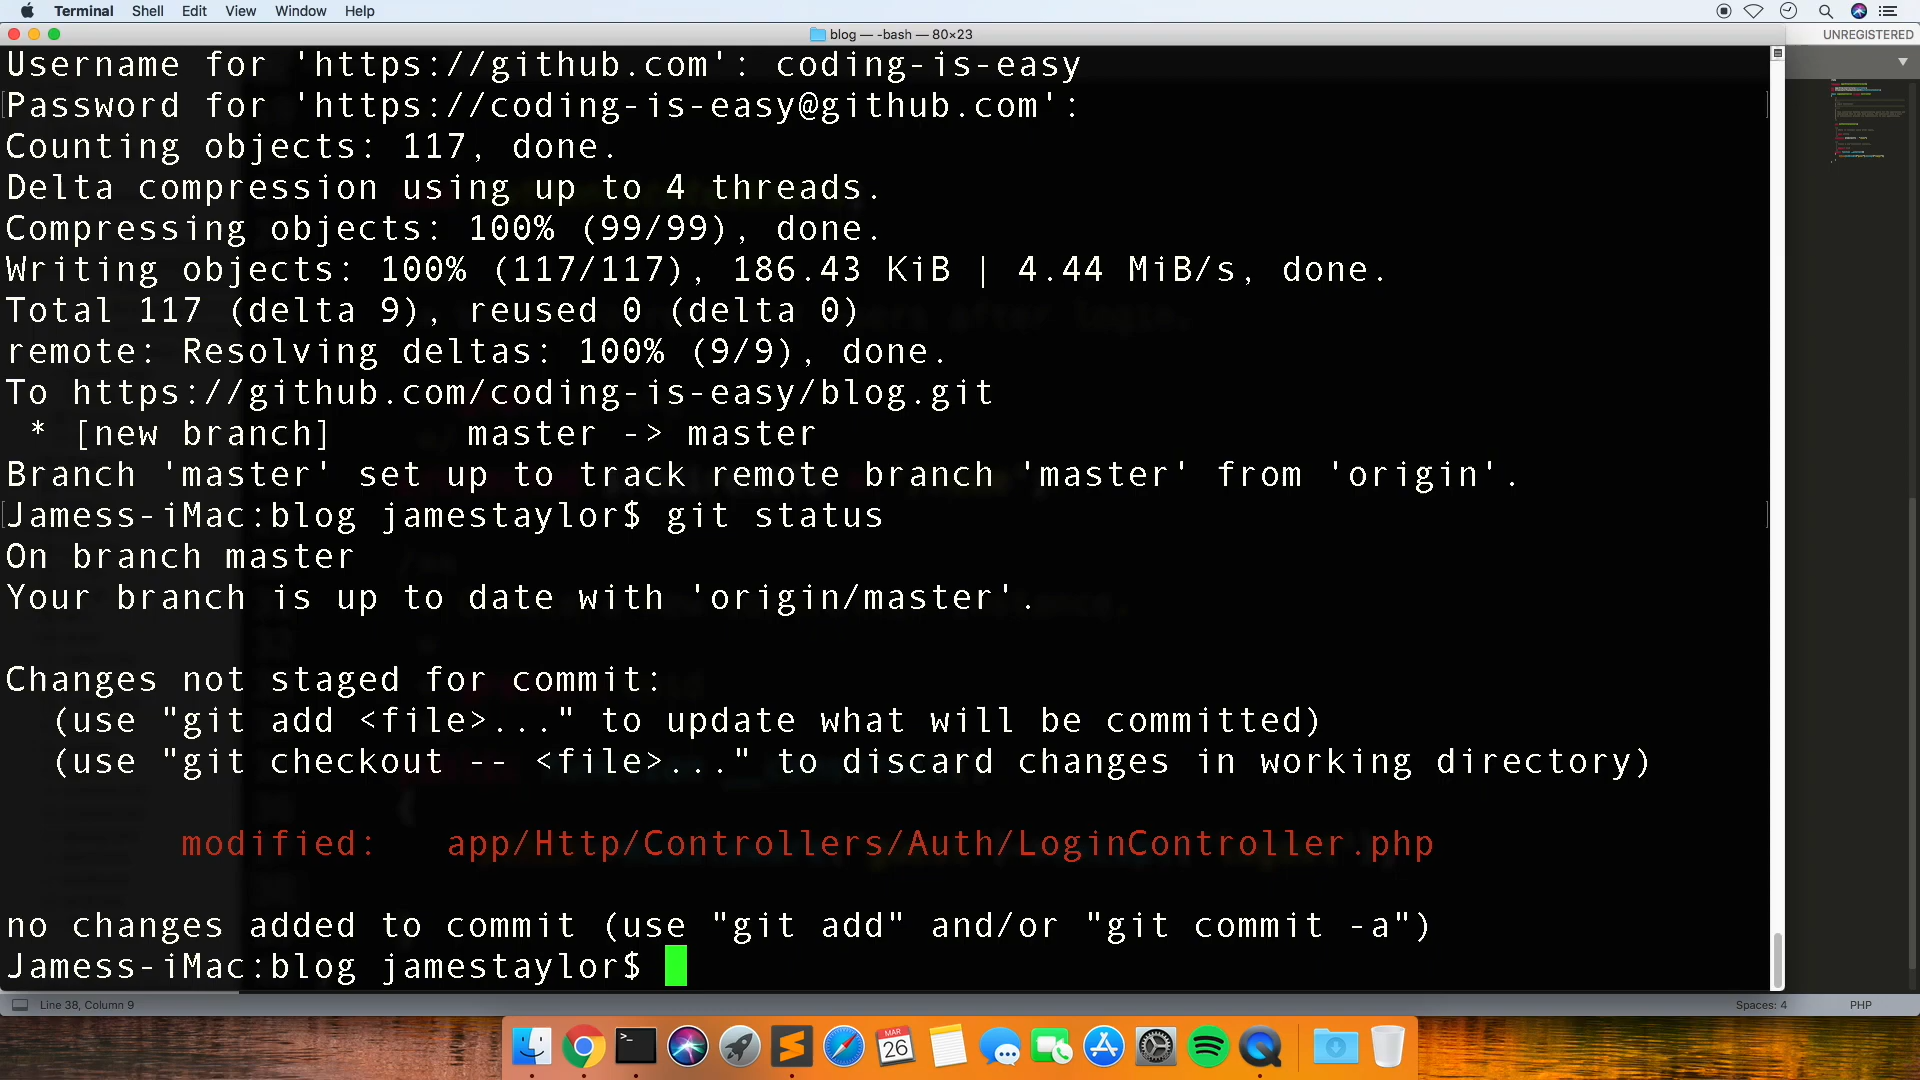 Terminal Shell Edit View Window Help
blog — -bash — 80×23
UNREGISTERED
Username for 'https://github.com': coding-is-easy
Password for 'https://coding-is-easy@github.com':
Counting objects: 117, done.
Delta compression using up to 4 threads.
Compressing objects: 100% (99/99), done.
Writing objects: 100% (117/117), 186.43 KiB | 4.44 MiB/s, done.
Total 117 (delta 9), reused 0 (delta 0)
remote: Resolving deltas: 100% (9/9), done.
To https://github.com/coding-is-easy/blog.git
 * [new branch]      master -> master
Branch 'master' set up to track remote branch 'master' from 'origin'.
Jamess-iMac:blog jamestaylor$ git status
On branch master
Your branch is up to date with 'origin/master'.
Changes not staged for commit:
  (use "git add <file>..." to update what will be committed)
  (use "git checkout -- <file>..." to discard changes in working directory)
        modified:   app/Http/Controllers/Auth/LoginController.php
no changes added to commit (use "git add" and/or "git commit -a")
Jamess-iMac:blog jamestaylor$
Line 38, Column 9
Spaces: 4
PHP
MAR
26